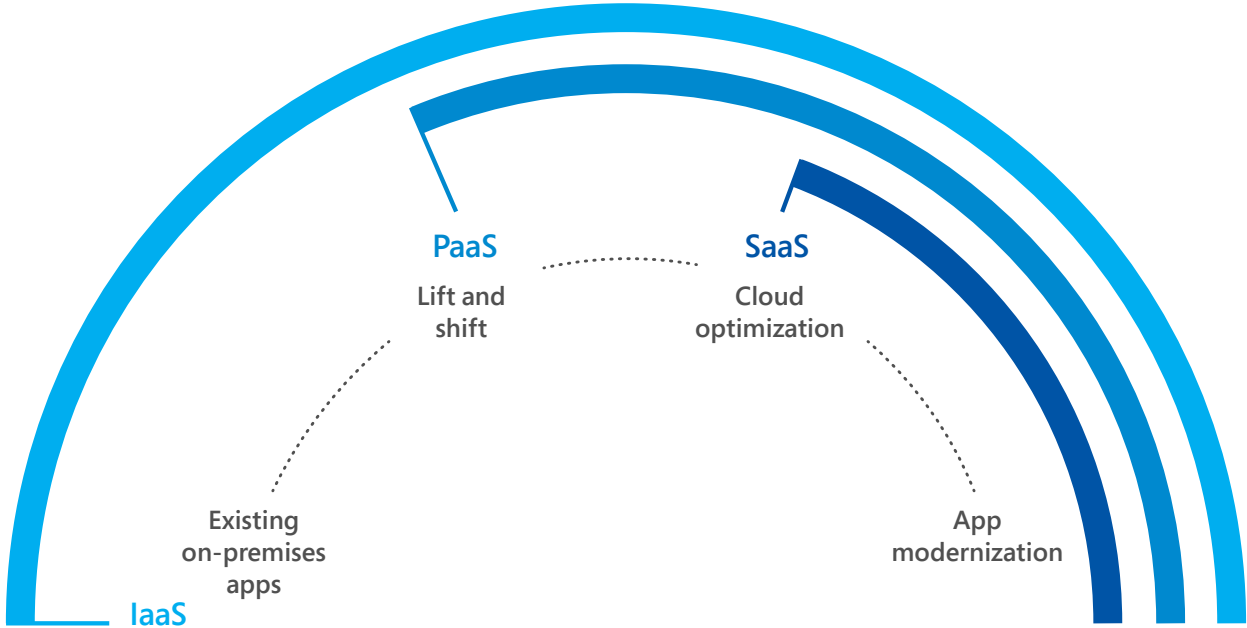 PaaS
Lift and
shift
SaaS
Cloud
optimization
Existing
on-premises
apps
App
modernization
IaaS